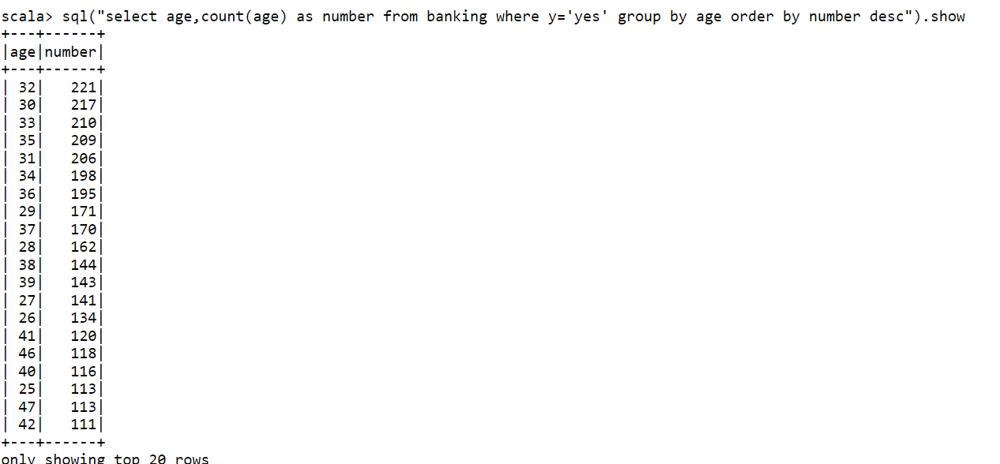 scala> sql("select age,count(age) as number from banking where y='yes' group by age order by number desc").show
+---+------+
|age|number|
+---+------+
| 32|   221|
| 30|   217|
| 33|   210|
| 35|   209|
| 31|   206|
| 34|   198|
| 36|   195|
| 29|   171|
| 37|   170|
| 28|   162|
| 38|   144|
| 39|   143|
| 27|   141|
| 26|   134|
| 41|   120|
| 46|   118|
| 40|   116|
| 25|   113|
| 47|   113|
| 42|   111|
+---+------+
only showing top 20 rows